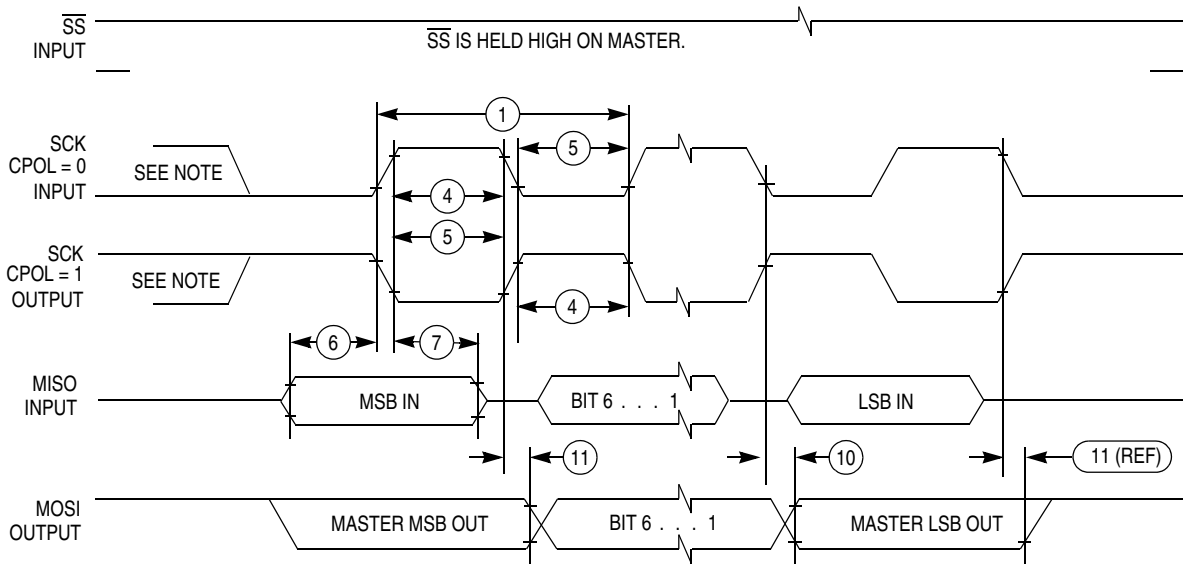 SS
INPUT
SS IS HELD HIGH ON MASTER.
1
SCK
CPOL = 0
INPUT
SEE NOTE
5
4
5
SCK
CPOL = 1
OUTPUT
SEE NOTE
4
6
7
MISO
INPUT
MSB IN
BIT 6 . . . 1
LSB IN
11
10
11 (REF)
MOSI
OUTPUT
MASTER MSB OUT
BIT 6 . . . 1
MASTER LSB OUT